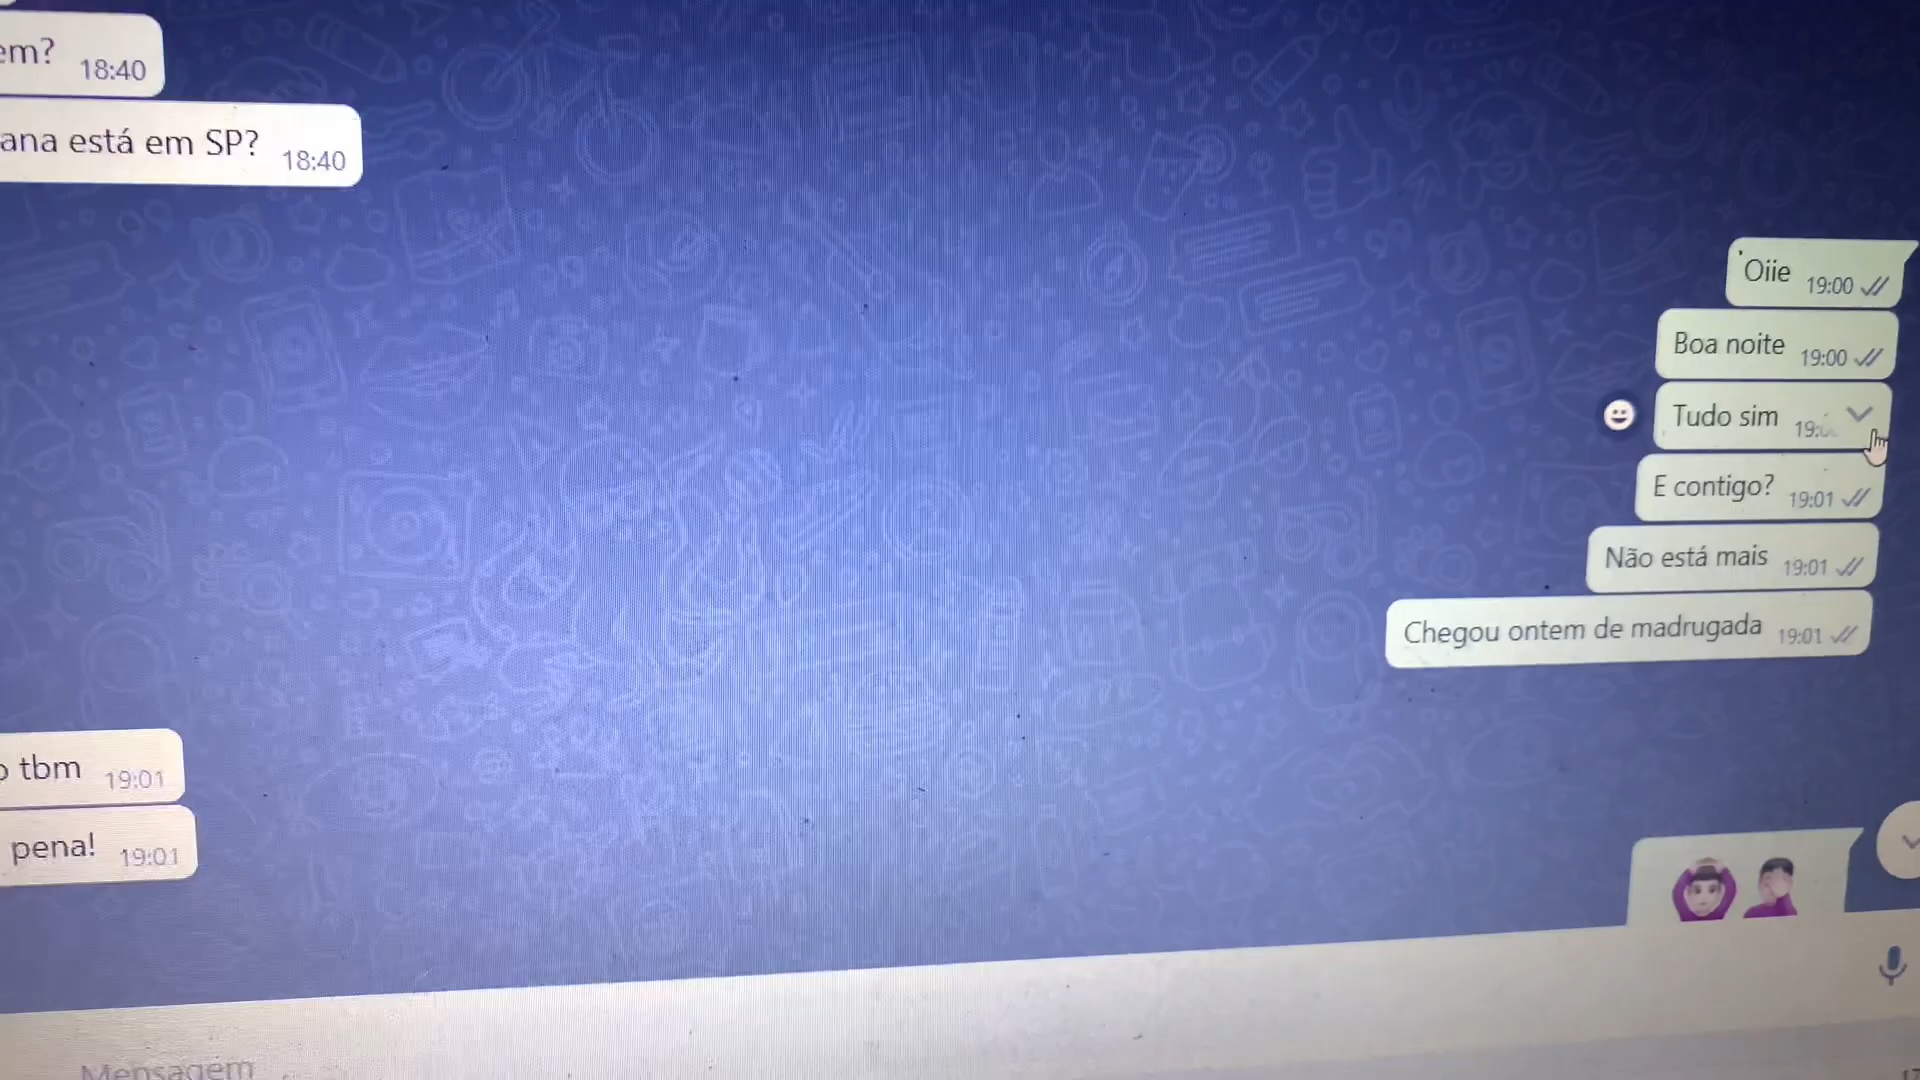 em? 18:40
ana está em SP? 18:40
Oiie 19:00
Boa noite 19:00
Tudo sim 19:
E contigo? 19:01
Não está mais 19:01
Chegou ontem de madrugada 19:01
o tbm 19:01
pena! 19:01
Mensagem